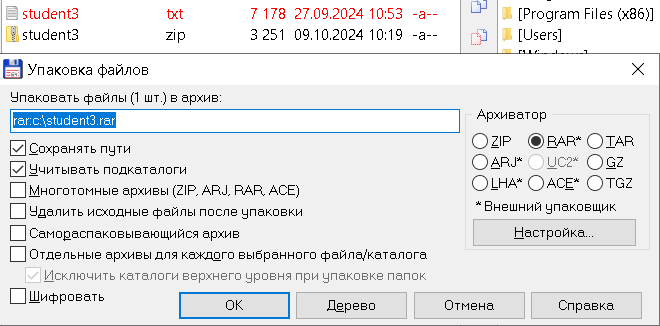 student3 txt 7 178 27.09.2024 10:53 -a--
student3 zip 3 251 09.10.2024 10:19 -a--
[Program Files (x86)]
[Users]
Упаковка файлов
Упаковать файлы (1 шт.) в архив:
rar:c:\student3.rar
Сохранять пути
Учитывать подкаталоги
Многотомные архивы (ZIP, ARJ, RAR, ACE)
Удалить исходные файлы после упаковки
Самораспаковывающийся архив
Отдельные архивы для каждого выбранного файла/каталога
Исключить каталоги верхнего уровня при упаковке папок
Шифровать
Архиватор
ZIP RAR* TAR
ARJ* UC2* GZ
LHA* ACE* TGZ
* Внешний упаковщик
Настройка...
OK Дерево Отмена Справка